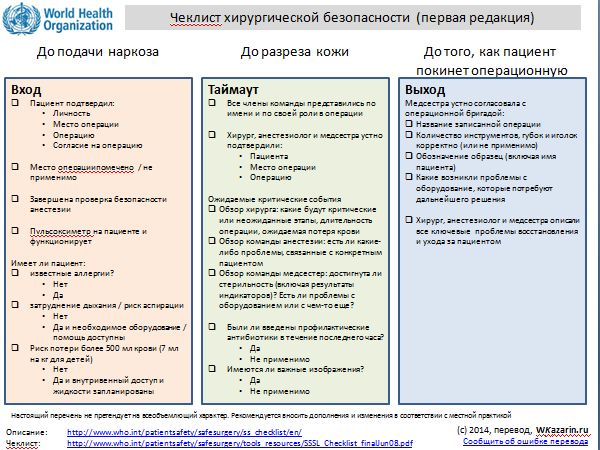 World Health
Organization
Чеклист хирургической безопасности (первая редакция)
До подачи наркоза
До разреза кожи
До того, как пациент
покинет операционную
Вход
Пациент подтвердил:
• Личность
• Место операции
• Операцию
• Согласие на операцию
Место операциипомечено / не
применимо
Завершена проверка безопасности
анестезии
Пульсоксиметр на пациенте и
функционирует
Имеет ли пациент:
известные аллергии?
• Нет
• Да
затруднение дыхания / риск аспирации
• Нет
• Да и необходимое оборудование /
помощь доступны
Риск потери более 500 мл крови (7 мл
на кг для детей)
• Нет
• Да и внутривенный доступ и
жидкости запланированы
Таймаут
Все члены команды представились по
имени и по своей роли в операции
Хирург, анестезиолог и медсестра устно
подтвердили:
• Пациента
• Место операции
• Операцию
Ожидаемые критические события
Обзор хирурга: какие будут критические
или неожиданные этапы, длительность
операции, ожидаемая потеря крови
Обзор команды анестезии: есть ли какие-
либо проблемы, связанные с конкретным
пациентом
Обзор команды медсестер: достигнута ли
стерильность (включая результаты
индикаторов)? Есть ли проблемы с
оборудованием или с чем-то еще?
Были ли введены профилактические
антибиотики в течение последнего часа?
• Да
• Не применимо
Имеются ли важные изображения?
• Да
• Не применимо
Выход
Медсестра устно согласовала с
операционной бригадой:
Название записанной операции
Количество инструментов, губок и иголок
корректно (или не применимо)
Обозначение образец (включая имя
пациента)
Какие возникли проблемы с
оборудование, которые потребуют
дальнейшего решения
Хирург, анестезиолог и медсестра описали
все ключевые проблемы восстановления
и ухода за пациентом
Настоящий перечень не претендует на всеобъемлющий характер. Рекомендуется вносить дополнения и изменения в соответствии с местной практикой
Описание: http://www.who.int/patientsafety/safesurgery/ss_checklist/en/
Чеклист: http://www.who.int/patientsafety/safesurgery/tools_resources/SSSL_Checklist_finalJun08.pdf
(c) 2014, перевод, WKazarin.ru
Сообщить об ошибке перевода